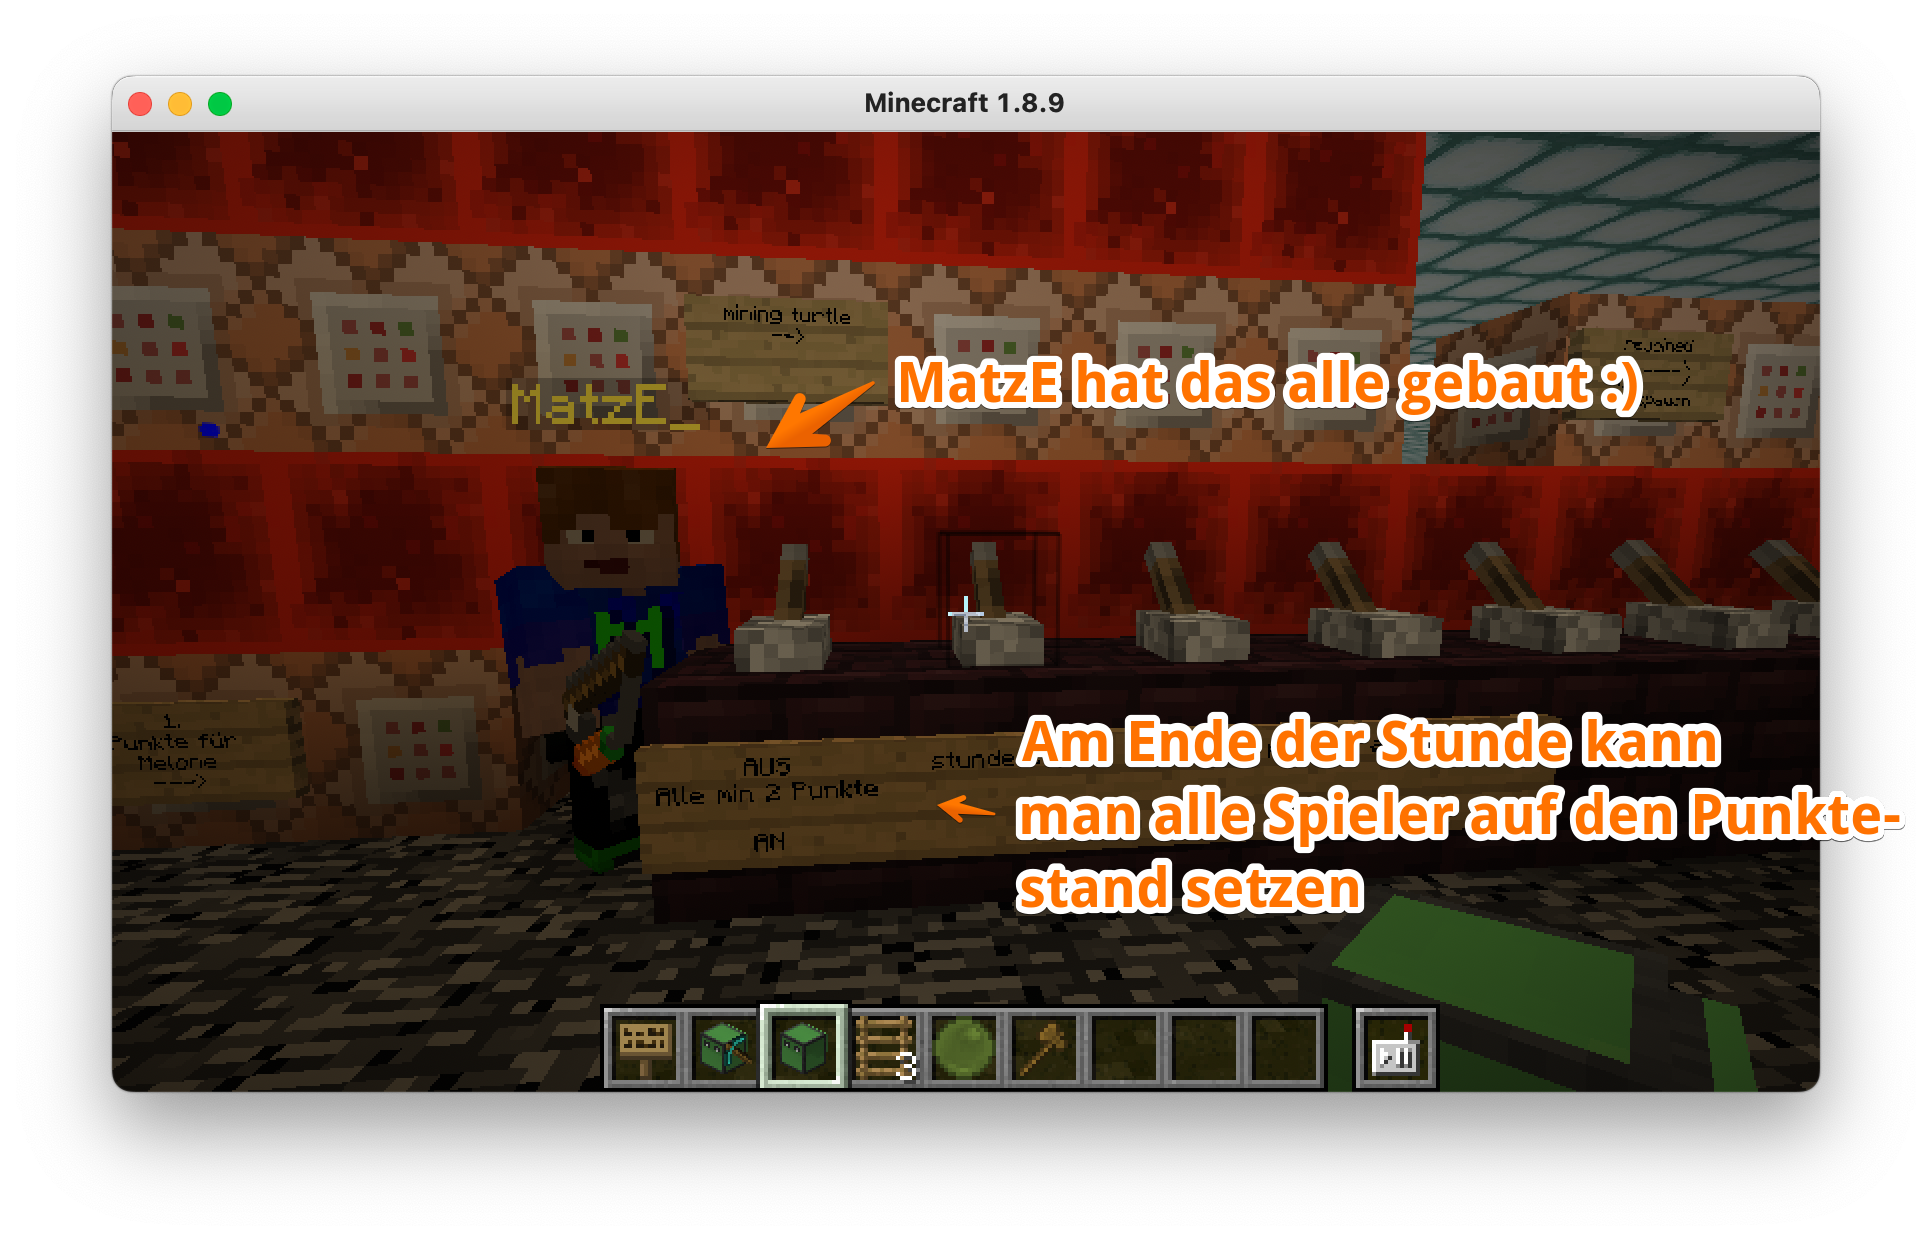 Minecraft 1.8.9
Mining turtle
-->
MatzE hat das alle gebaut :)
---->
MatzE_
1.
Punkte für
Melone
---->
AUS
Alle min 2 Punkte
AN
stunde
Am Ende der Stunde kann
man alle Spieler auf den Punkte-
stand setzen
3